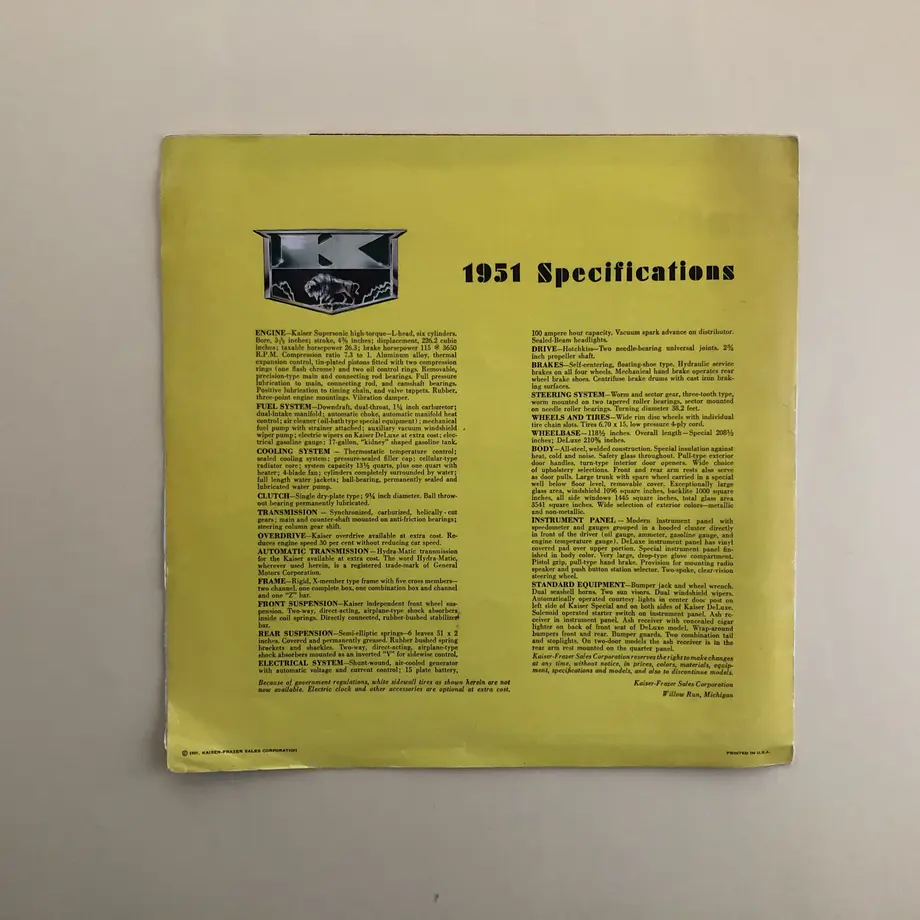 K
1951 Specifications
ENGINE—Kaiser Supersonic high-torque—L-head, six cylinders.
Bore, 3 5/16 inches; stroke, 4⅜ inches; displacement, 226.2 cubic
inches; taxable horsepower 26.3; brake horsepower 115 @ 3650
R.P.M. Compression ratio 7.3 to 1. Aluminum alloy, thermal
expansion control, tin-plated pistons fitted with two compression
rings (one flash chrome) and two oil control rings. Removable,
precision-type main and connecting rod bearings. Full pressure
lubrication to main, connecting rod, and camshaft bearings.
Positive lubrication to timing chain, and valve tappets. Rubber,
three-point engine mountings. Vibration damper.
FUEL SYSTEM—Downdraft, dual-throat, 1¼ inch carburetor;
dual-intake manifold; automatic choke, automatic manifold heat
control; air cleaner (oil-bath type special equipment); mechanical
fuel pump with strainer attached; auxiliary vacuum windshield
wiper pump; electric wipers on Kaiser DeLuxe at extra cost; elec-
trical gasoline gauge; 17-gallon, "kidney" shaped gasoline tank.
COOLING SYSTEM — Thermostatic temperature control;
sealed cooling system; pressure-sealed filler cap; cellular-type
radiator core; system capacity 13½ quarts, plus one quart with
heater; 4-blade fan; cylinders completely surrounded by water;
full length water jackets; ball-bearing, permanently sealed and
lubricated water pump.
CLUTCH—Single dry-plate type; 9¼ inch diameter. Ball throw-
out bearing permanently lubricated.
TRANSMISSION — Synchronized, carburized, helically-cut
gears; main and counter-shaft mounted on anti-friction bearings;
steering column gear shift.
OVERDRIVE—Kaiser overdrive available at extra cost. Re-
duces engine speed 30 per cent without reducing car speed.
AUTOMATIC TRANSMISSION—Hydra-Matic transmission
for the Kaiser available at extra cost. The word Hydra-Matic,
wherever used herein, is a registered trade-mark of General
Motors Corporation.
FRAME—Rigid, X-member type frame with five cross members—
two channel, one complete box, one combination box and channel
and one "Z" bar.
FRONT SUSPENSION—Kaiser independent front wheel sus-
pension. Two-way, direct-acting, airplane-type shock absorbers
inside coil springs. Directly connected, rubber-bushed stabilizer
bar.
REAR SUSPENSION—Semi-elliptic springs—6 leaves 51 x 2
inches. Covered and permanently greased. Rubber bushed spring
brackets and shackles. Two-way, direct-acting, airplane-type
shock absorbers mounted as an inverted "V" for sidewise control.
ELECTRICAL SYSTEM—Shunt-wound, air-cooled generator
with automatic voltage and current control; 15 plate battery,
Because of government regulations, white sidewall tires as shown herein are not
now available. Electric clock and other accessories are optional at extra cost.
100 ampere hour capacity. Vacuum spark advance on distributor.
Sealed-Beam headlights.
DRIVE—Hotchkiss—Two needle-bearing universal joints. 2¾
inch propeller shaft.
BRAKES—Self-centering, floating-shoe type. Hydraulic service
brakes on all four wheels. Mechanical hand brake operates rear
wheel brake shoes. Centrifuse brake drums with cast iron brak-
ing surfaces.
STEERING SYSTEM—Worm and sector gear, three-tooth type,
worm mounted on two tapered roller bearings, sector mounted
on needle roller bearings. Turning diameter 38.2 feet.
WHEELS AND TIRES—Wide rim disc wheels with individual
tire chain slots. Tires 6.70 x 15, low pressure 4-ply cord.
WHEELBASE—118½ inches. Overall length—Special 208½
inches; DeLuxe 210⅜ inches.
BODY—All-steel, welded construction. Special insulation against
heat, cold and noise. Safety glass throughout. Pull-type exterior
door handles, turn-type interior door openers. Wide choice
of upholstery selections. Front and rear arm rests also serve
as door pulls. Large trunk with spare wheel carried in a special
well below floor level, removable cover. Exceptionally large
glass area, windshield 1096 square inches, backlite 1000 square
inches, all side windows 1445 square inches, total glass area
3541 square inches. Wide selection of exterior colors—metallic
and non-metallic.
INSTRUMENT PANEL — Modern instrument panel with
speedometer and gauges grouped in a hooded cluster directly
in front of the driver (oil gauge, ammeter, gasoline gauge, and
engine temperature gauge). DeLuxe instrument panel has vinyl
covered pad over upper portion. Special instrument panel fin-
ished in body color. Very large, drop-type glove compartment.
Pistol grip, pull-type hand brake. Provision for mounting radio
speaker and push button station selector. Two-spoke, clear-vision
steering wheel.
STANDARD EQUIPMENT—Bumper jack and wheel wrench.
Dual seashell horns. Two sun visors. Dual windshield wipers.
Automatically operated courtesy lights in center door post on
left side of Kaiser Special and on both sides of Kaiser DeLuxe.
Solenoid operated starter switch on instrument panel. Ash re-
ceiver in instrument panel. Ash receiver with concealed cigar
lighter on back of front seat of DeLuxe model. Wrap-around
bumpers front and rear. Bumper guards. Two combination tail
and stoplights. On two-door models the ash receiver is in the
rear arm rest mounted on the quarter panel.
Kaiser-Frazer Sales Corporation reserves the right to make changes
at any time, without notice, in prices, colors, materials, equip-
ment, specifications and models, and also to discontinue models.
Kaiser-Frazer Sales Corporation
Willow Run, Michigan
© 1951, KAISER-FRAZER SALES CORPORATION
PRINTED IN U.S.A.